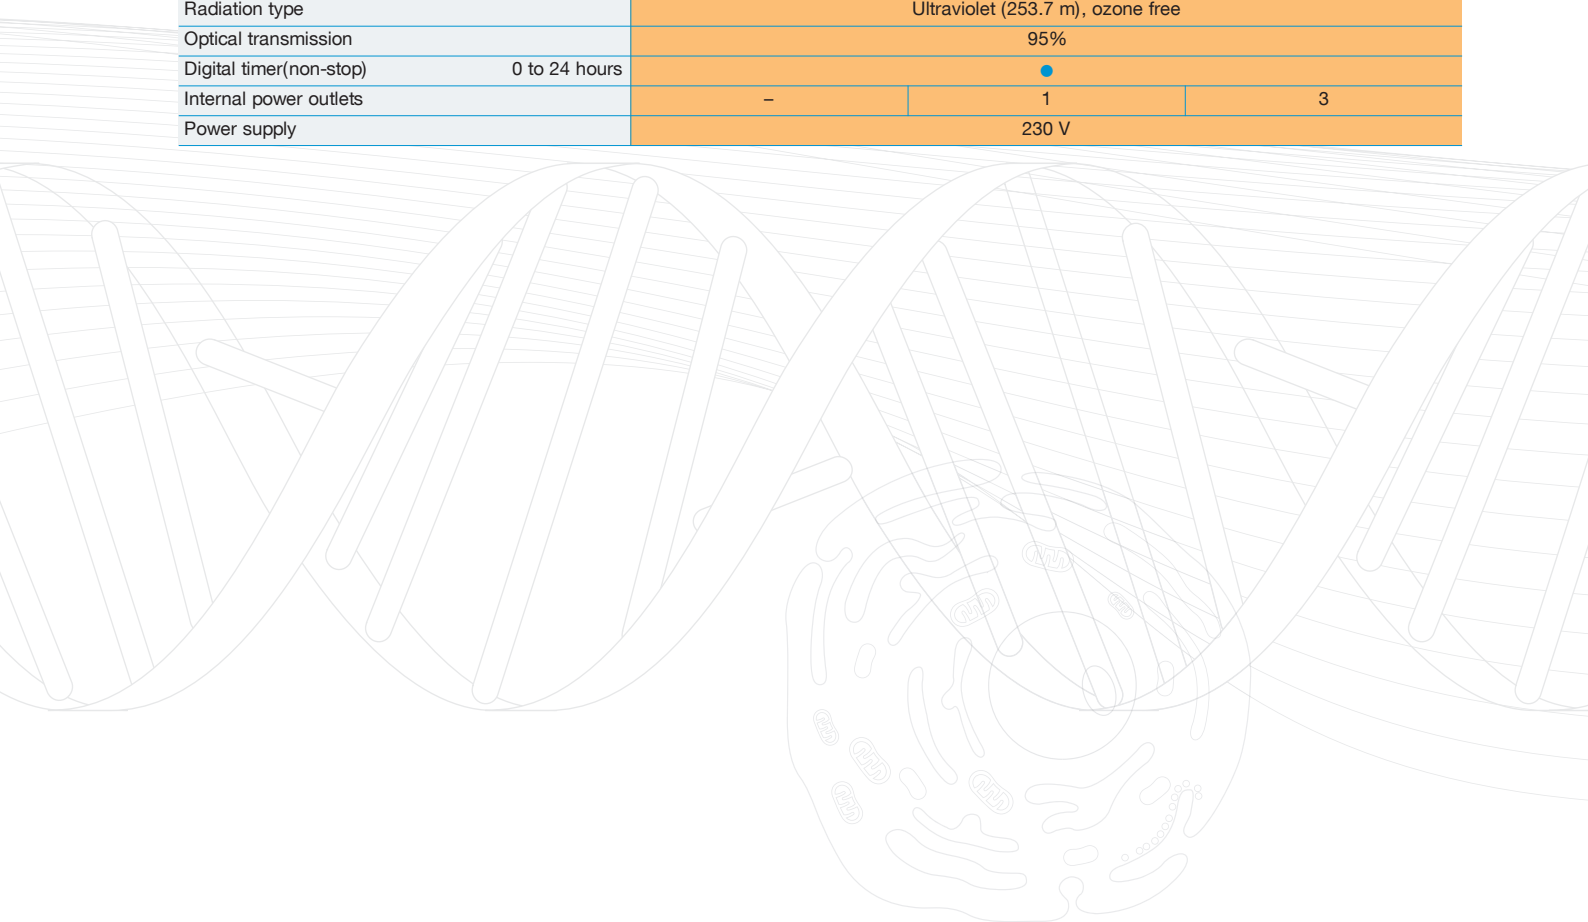 Radiation type Ultraviolet (253.7 m), ozone free
Optical transmission 95%
Digital timer(non-stop) 0 to 24 hours ●
Internal power outlets – 1 3
Power supply 230 V